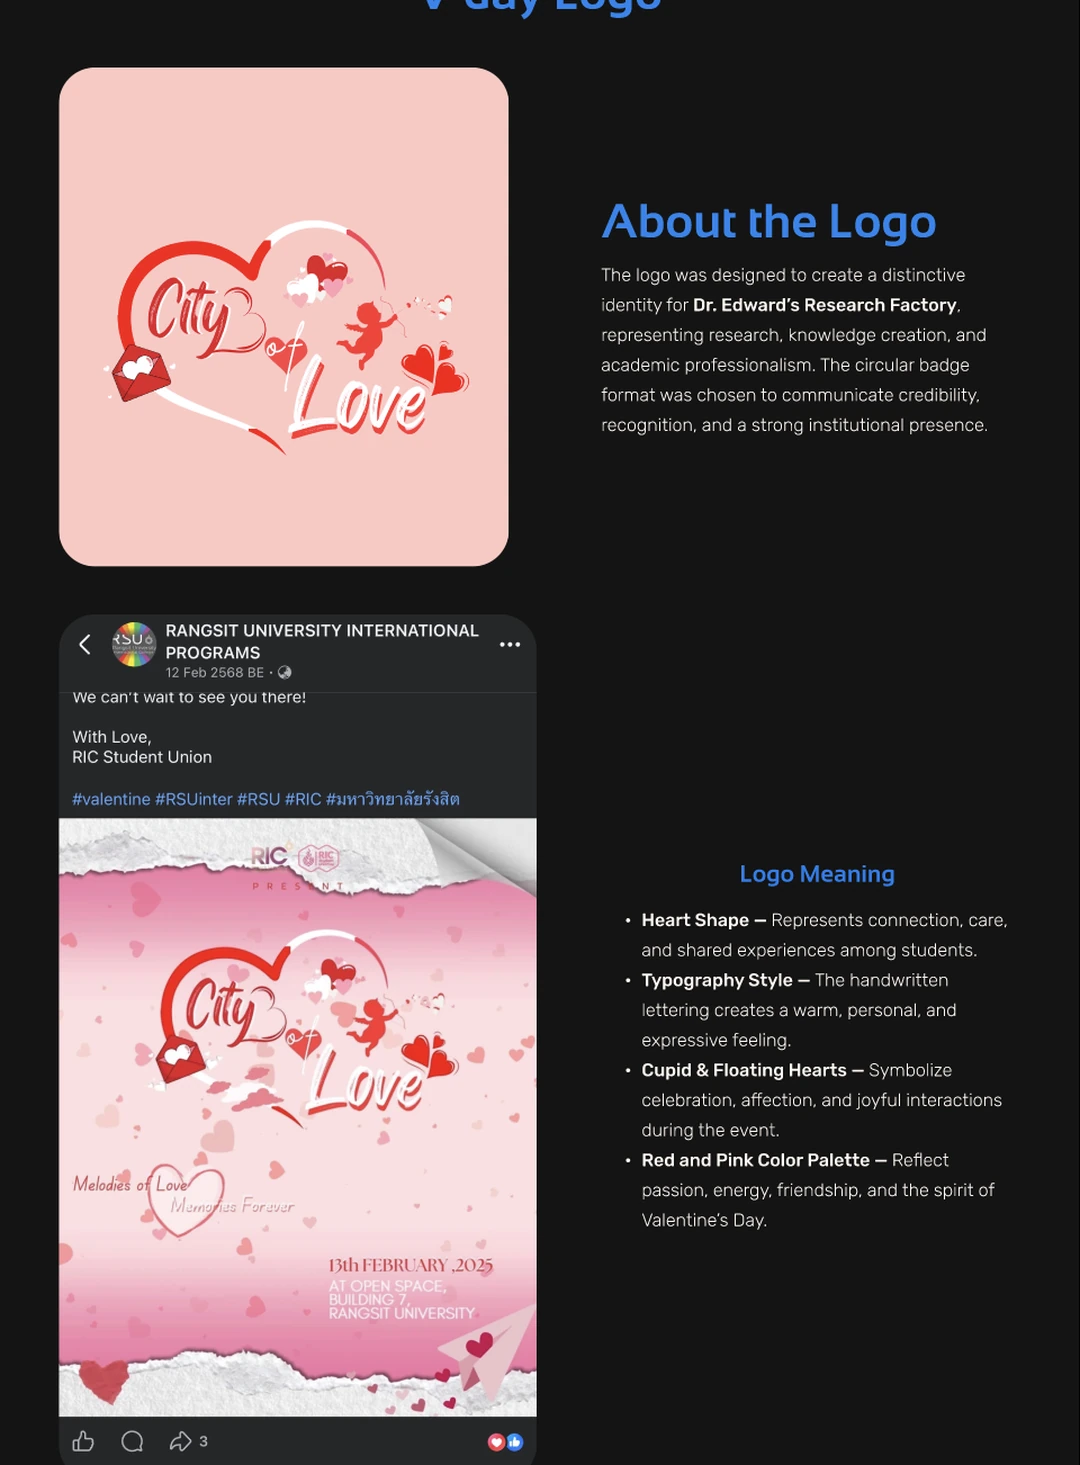 V-day Logo
City
of
Love
About the Logo
The logo was designed to create a distinctive
identity for Dr. Edward's Research Factory,
representing research, knowledge creation, and
academic professionalism. The circular badge
format was chosen to communicate credibility,
recognition, and a strong institutional presence.
RSU
RANGSIT UNIVERSITY INTERNATIONAL
PROGRAMS
12 Feb 2568 BE ·
We can't wait to see you there!
With Love,
RIC Student Union
#valentine #RSUinter #RSU #RIC #มหาวิทยาลัยรังสิต
RIC
RIC
PRESENT
City
of
Love
Melodies of Love
Memories Forever
13th FEBRUARY ,2025
AT OPEN SPACE,
BUILDING 7,
RANGSIT UNIVERSITY
3
Logo Meaning
• Heart Shape — Represents connection, care,
and shared experiences among students.
• Typography Style — The handwritten
lettering creates a warm, personal, and
expressive feeling.
• Cupid & Floating Hearts — Symbolize
celebration, affection, and joyful interactions
during the event.
• Red and Pink Color Palette — Reflect
passion, energy, friendship, and the spirit of
Valentine's Day.